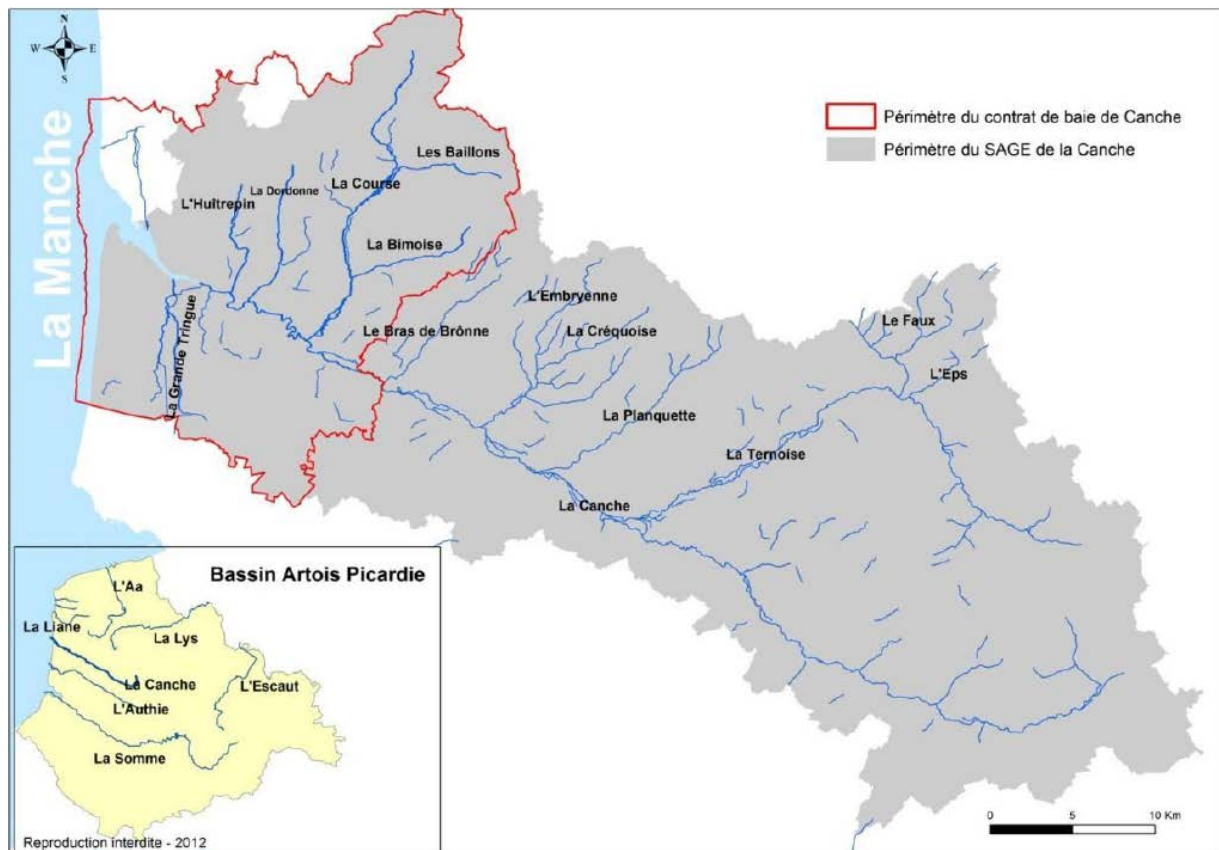 N
W E
S
La Manche
Périmètre du contrat de baie de Canche
Périmètre du SAGE de la Canche
Les Baillons
La Course
La Dordonne
L'Huîtrepin
La Bimoise
L'Embryenne
Le Bras de Brônne
La Créquoise
Le Faux
L'Eps
La Grande Tringue
La Planquette
La Ternoise
La Canche
Bassin Artois Picardie
L'Aa
La Liane
La Lys
La Canche
L'Escaut
L'Authie
La Somme
Reproduction interdite - 2012
0 5 10 Km